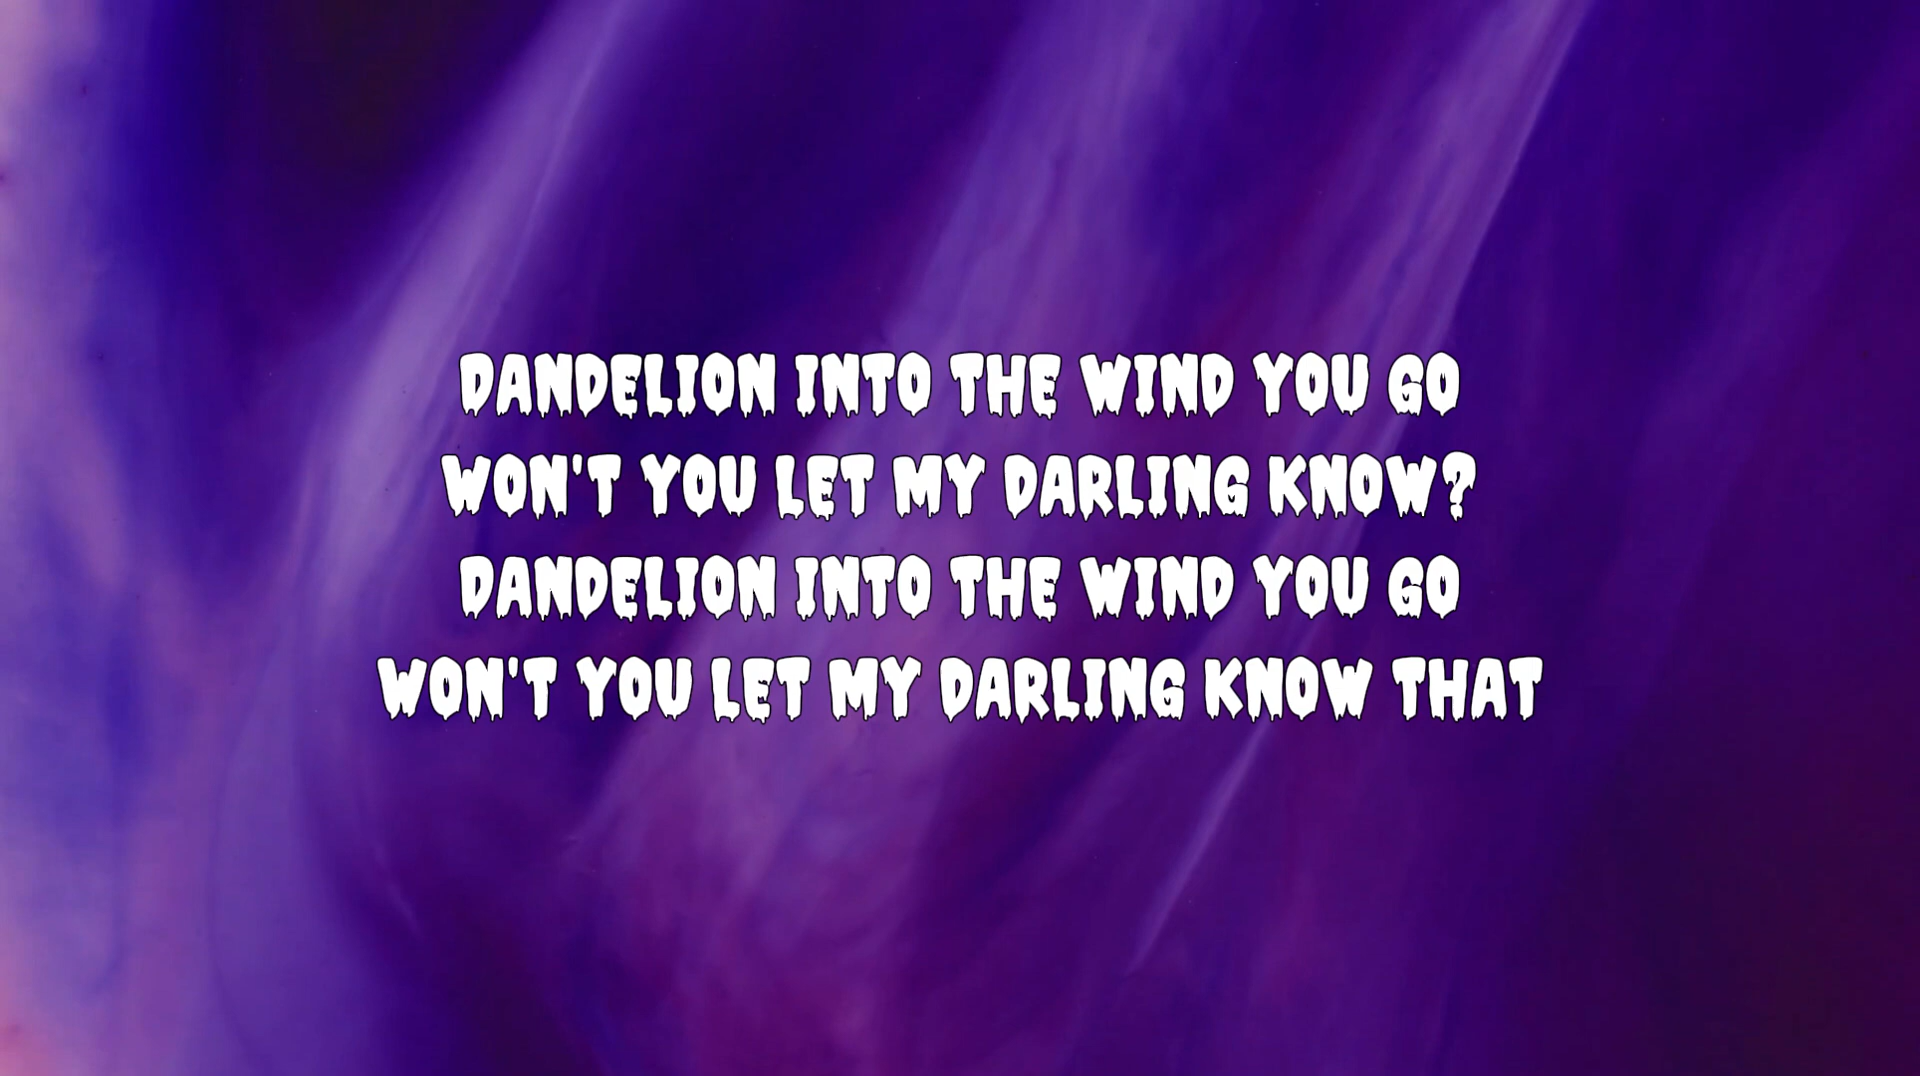 DANDELION INTO THE WIND YOU GO
WON'T YOU LET MY DARLING KNOW?
DANDELION INTO THE WIND YOU GO
WON'T YOU LET MY DARLING KNOW THAT